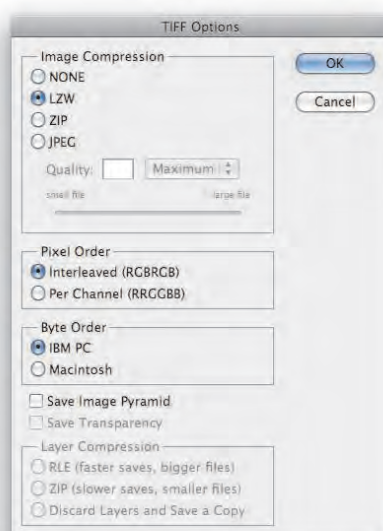 TIFF Options
Image Compression
NONE
LZW
ZIP
JPEG
Quality: Maximum
small file large file
Pixel Order
Interleaved (RGBRGB)
Per Channel (RRGGBB)
Byte Order
IBM PC
Macintosh
Save Image Pyramid
Save Transparency
Layer Compression
RLE (faster saves, bigger files)
ZIP (slower saves, smaller files)
Discard Layers and Save a Copy
OK
Cancel